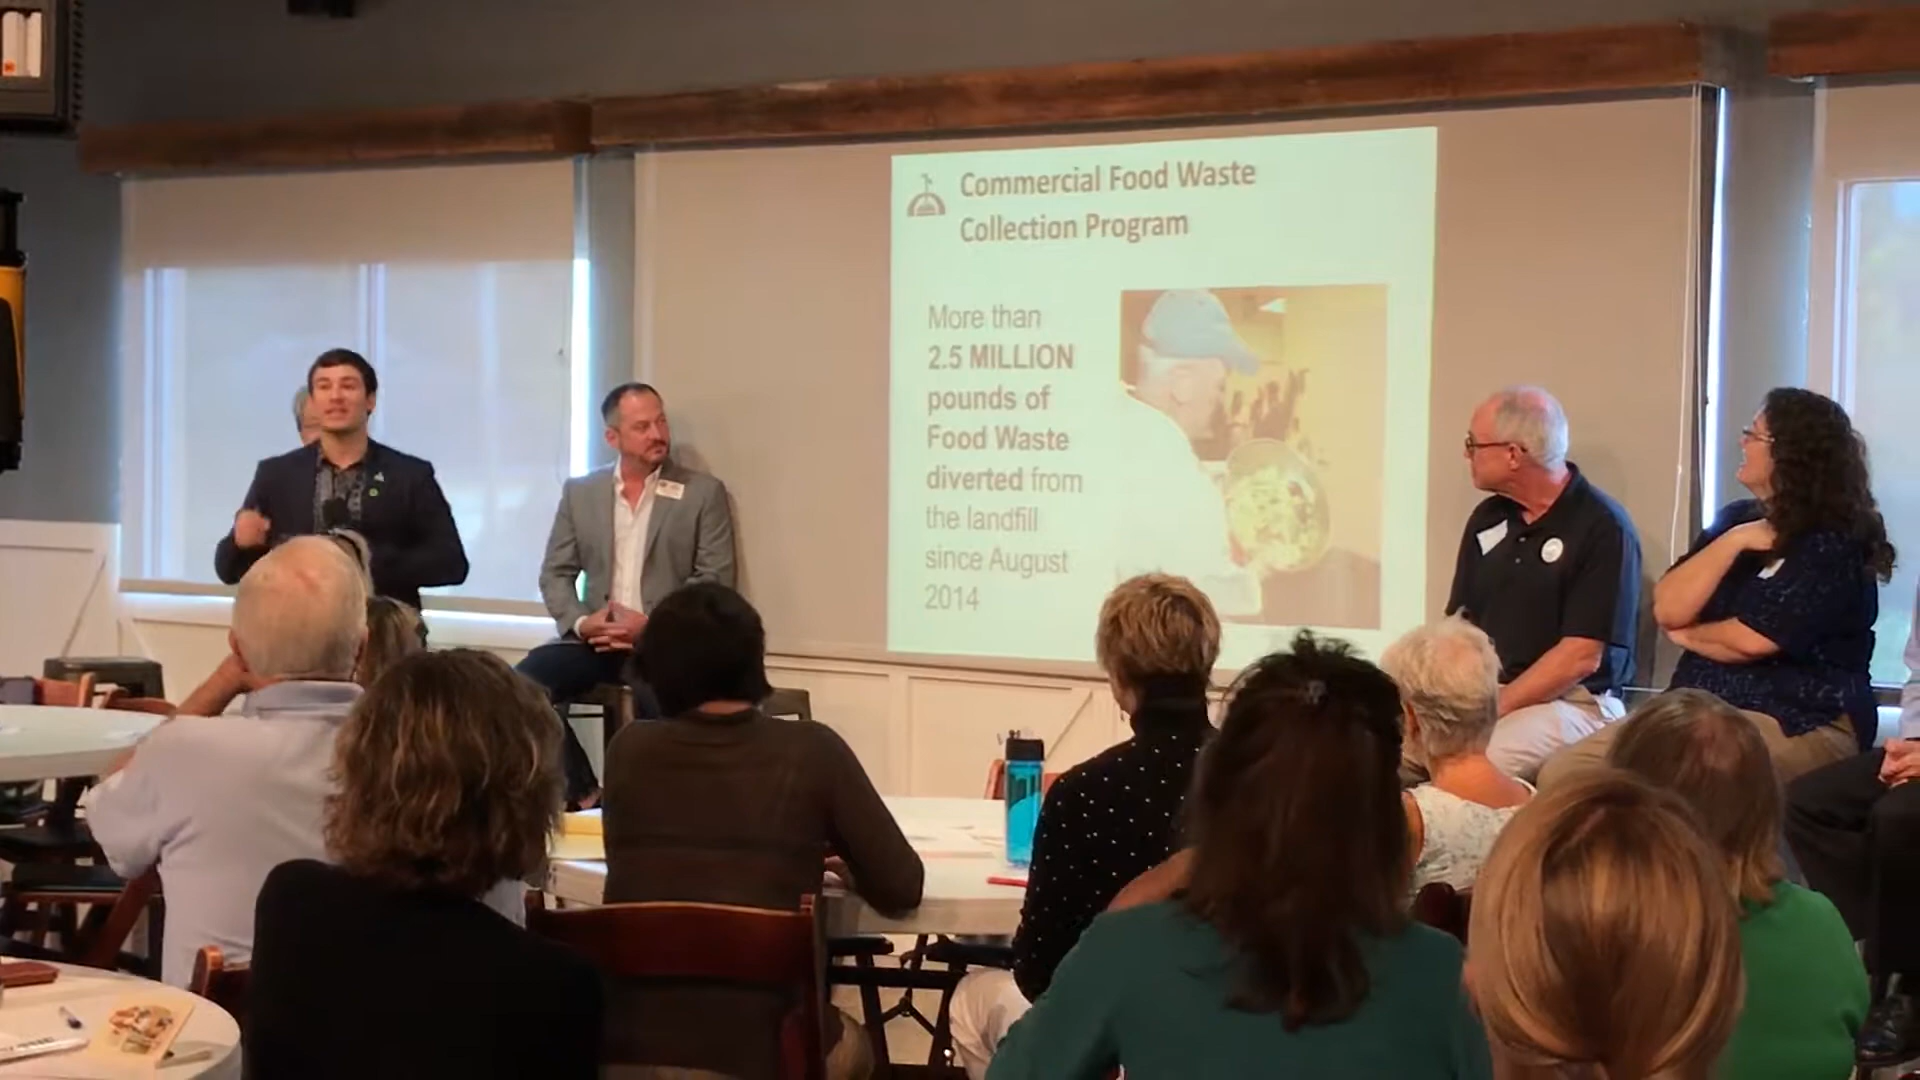 Commercial Food Waste
Collection Program
More than
2.5 MILLION
pounds of
Food Waste
diverted from
the landfill
since August
2014